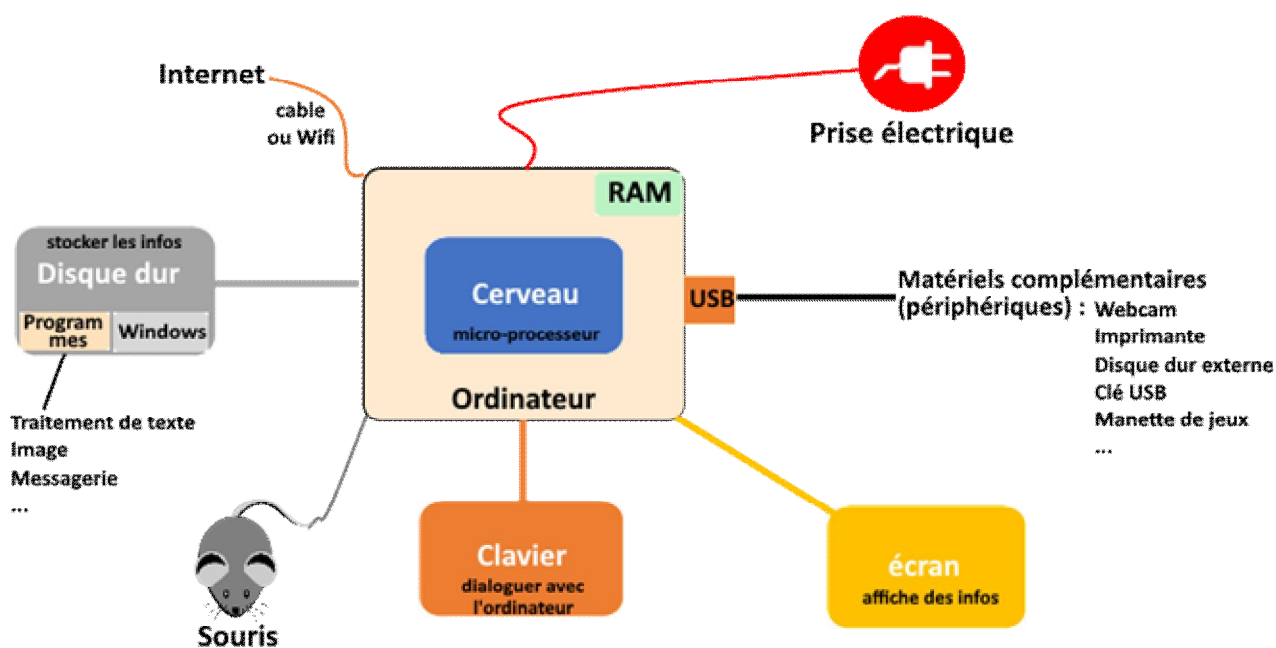 Internet
cable
ou Wifi
Prise électrique
RAM
stocker les infos
Disque dur
Program
mes
Windows
Cerveau
micro-processeur
USB
Matériels complémentaires
(périphériques) :
Webcam
Imprimante
Disque dur externe
Clé USB
Manette de jeux
...
Ordinateur
Traitement de texte
Image
Messagerie
...
Souris
Clavier
dialoguer avec
l'ordinateur
écran
affiche des infos